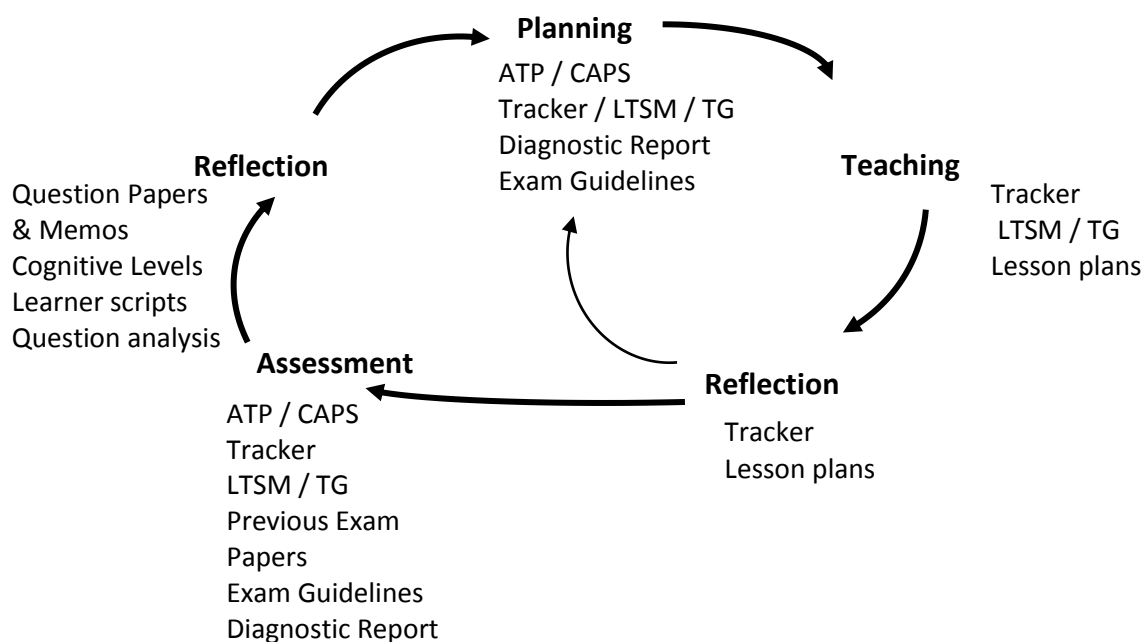 Planning
ATP / CAPS
Tracker / LTSM / TG
Diagnostic Report
Exam Guidelines
Teaching
Tracker
LTSM / TG
Lesson plans
Reflection
Tracker
Lesson plans
Assessment
ATP / CAPS
Tracker
LTSM / TG
Previous Exam
Papers
Exam Guidelines
Diagnostic Report
Reflection
Question Papers
& Memos
Cognitive Levels
Learner scripts
Question analysis